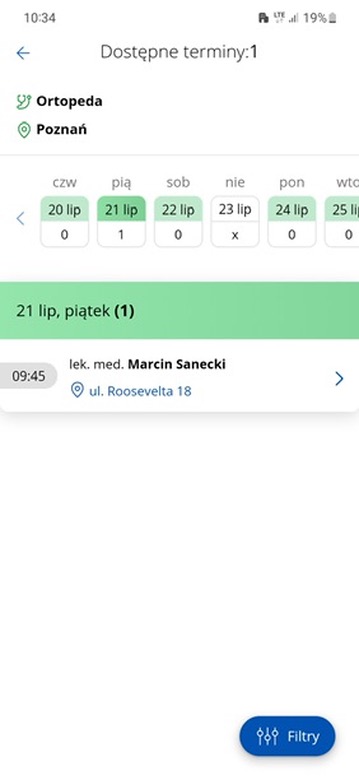 10:34 LTE 19%
Dostępne terminy:1
Ortopeda
Poznań
czw pią sob nie pon wto
20 lip 21 lip 22 lip 23 lip 24 lip 25 li
0 1 0 x 0 0
21 lip, piątek (1)
09:45
lek. med. Marcin Sanecki
ul. Roosevelta 18
Filtry